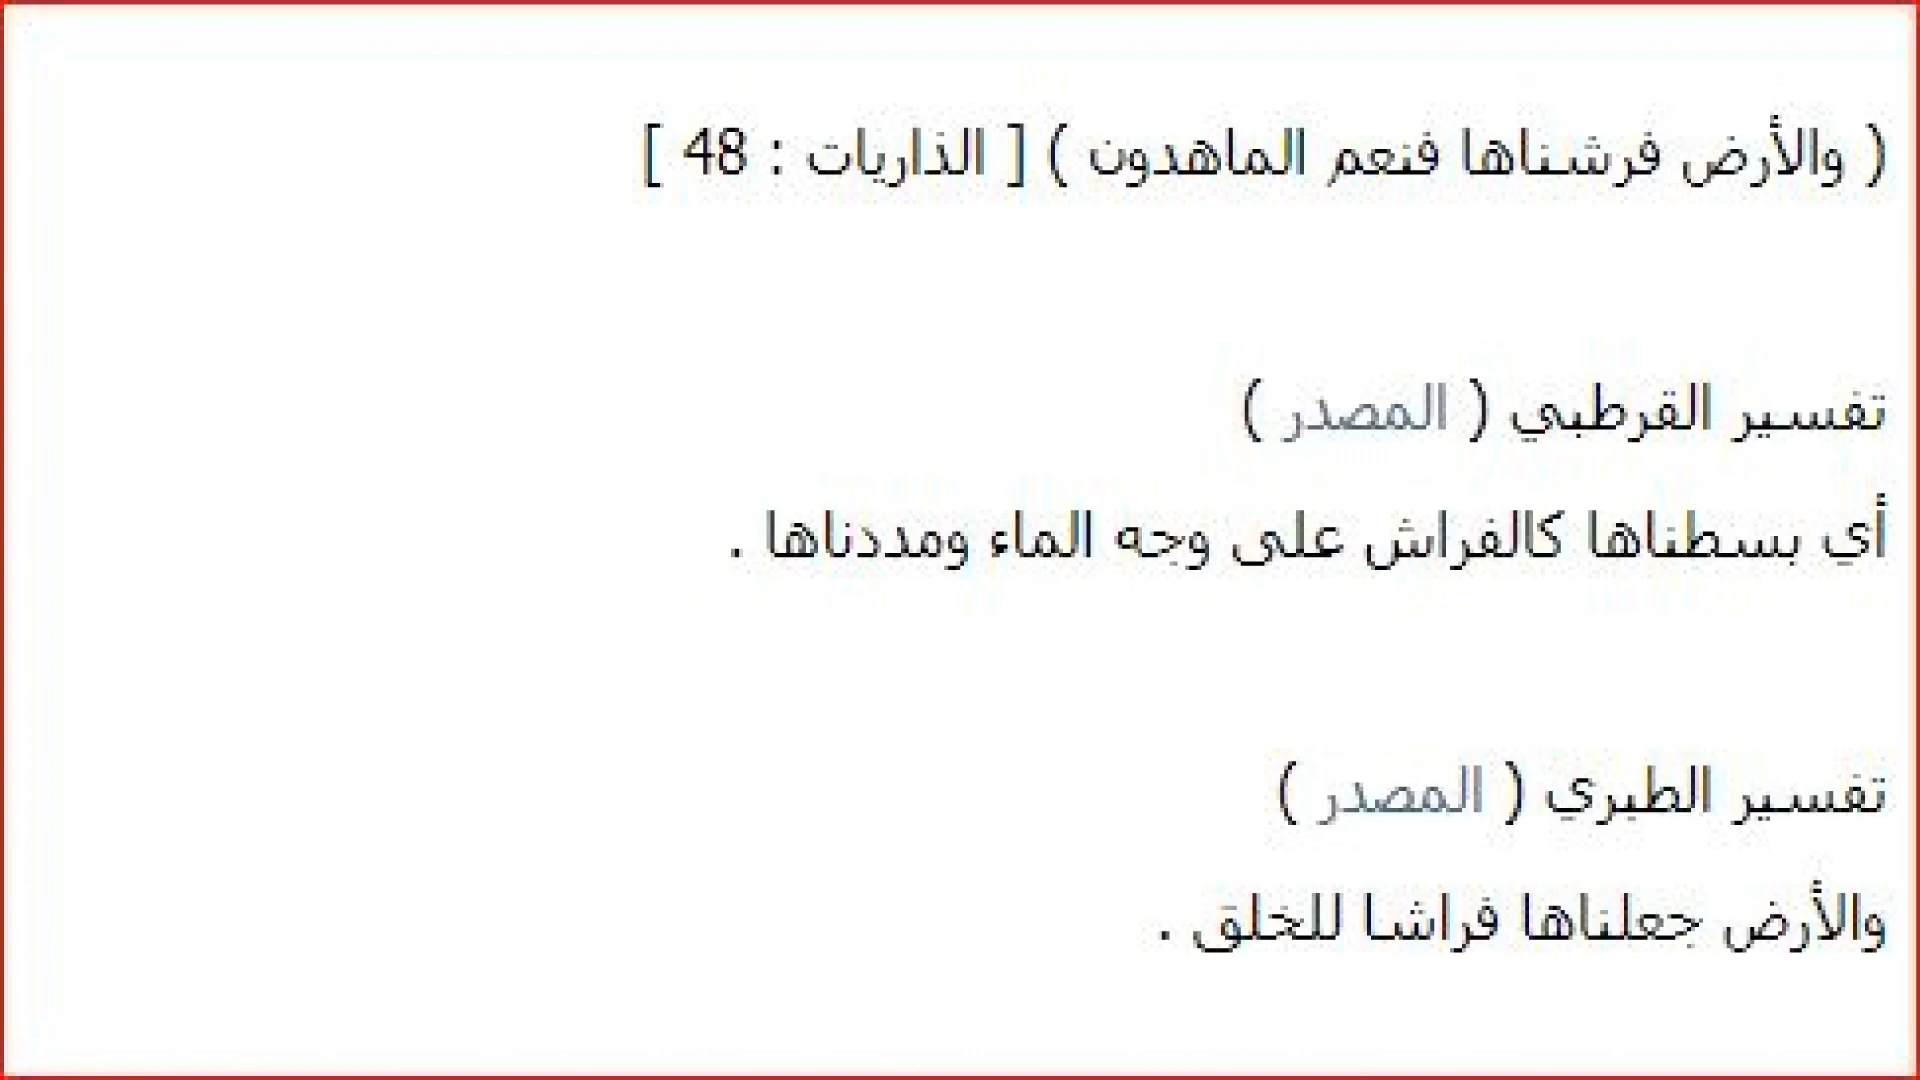 ( والأرض فرشناها فنعم الماهدون ) [ الذاريات : 48 ]
تفسير القرطبي ( المصدر )
أي بسطناها كالفراش على وجه الماء ومددناها .
تفسير الطبري ( المصدر )
والأرض جعلناها فراشا للخلق .